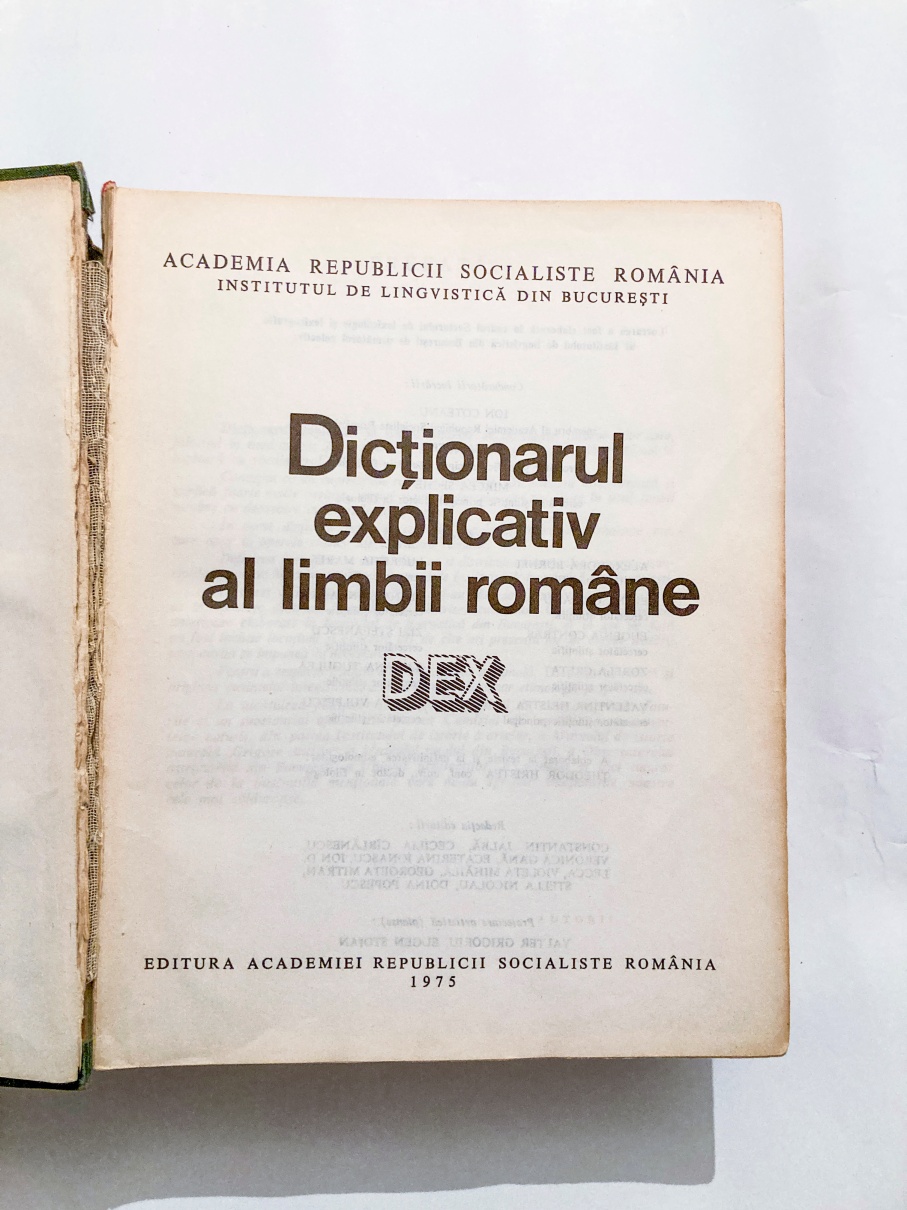 ACADEMIA REPUBLICII SOCIALISTE ROMÂNIA
INSTITUTUL DE LINGVISTICĂ DIN BUCUREȘTI
Dicționarul
explicativ
al limbii române
DEX
EDITURA ACADEMIEI REPUBLICII SOCIALISTE ROMÂNIA
1975